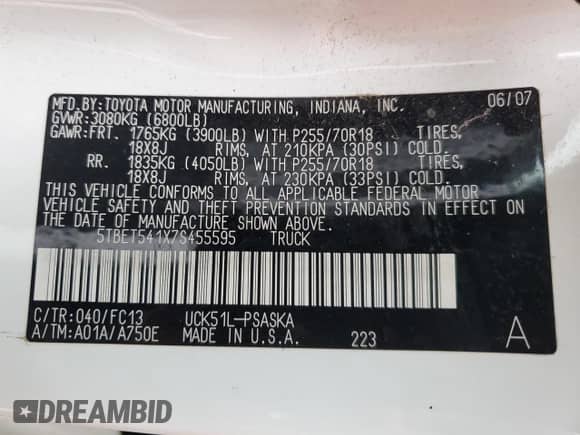 MFD.BY:TOYOTA MOTOR MANUFACTURING, INDIANA, INC. 06/07
GVWR:3080KG (6800LB)
GAWR:FRT. 1765KG (3900LB) WITH P255/70R18 TIRES,
18X8J RIMS, AT 210KPA (30PSI) COLD.
RR. 1835KG (4050LB) WITH P255/70R18 TIRES,
18X8J RIMS, AT 230KPA (33PSI) COLD.
THIS VEHICLE CONFORMS TO ALL APPLICABLE FEDERAL MOTOR
VEHICLE SAFETY AND THEFT PREVENTION STANDARDS IN EFFECT ON
THE DATE OF MANUFACTURE SHOWN ABOVE.
5TBET541X7S455595 TRUCK
C/TR:040/FC13 UCK51L-PSASKA
A/TM:A01A/A750E MADE IN U.S.A. 223 A
DREAMBID